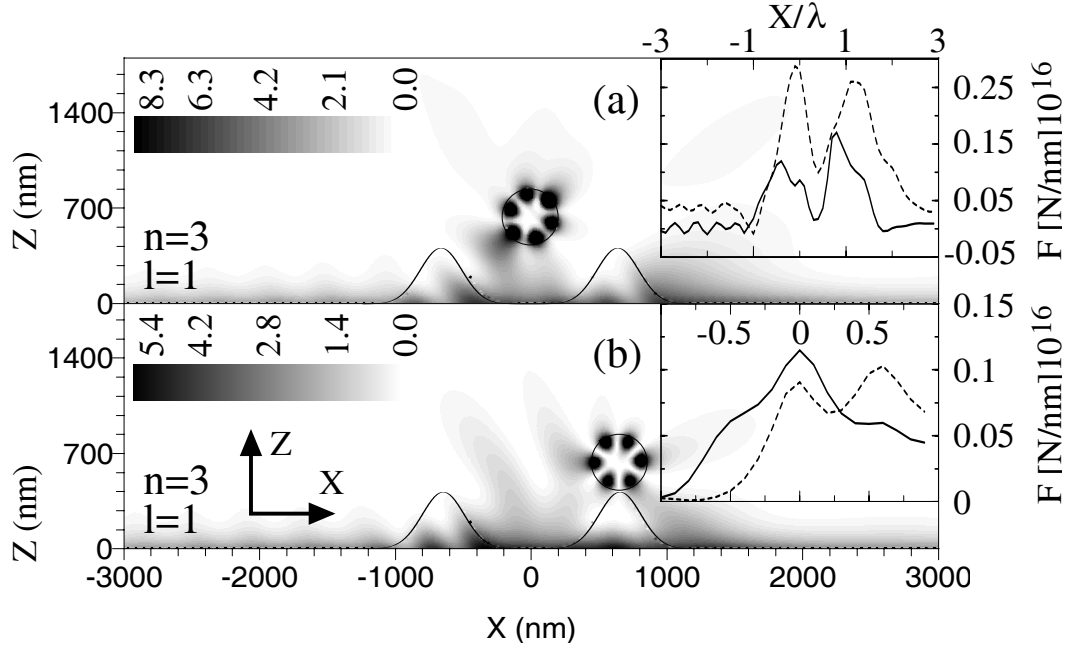 X/λ
-3 -1 1 3
8.3 6.3 4.2 2.1 0.0
(a)
1400
700
0
Z (nm)
n=3
l=1
0.25
0.15
0.05
-0.05
F [N/nm]10^16
5.4 4.2 2.8 1.4 0.0
(b)
-0.5 0 0.5
1400
700
0
Z (nm)
Z
X
n=3
l=1
0.15
0.1
0.05
0
F [N/nm]10^16
-3000 -2000 -1000 0 1000 2000 3000
X (nm)